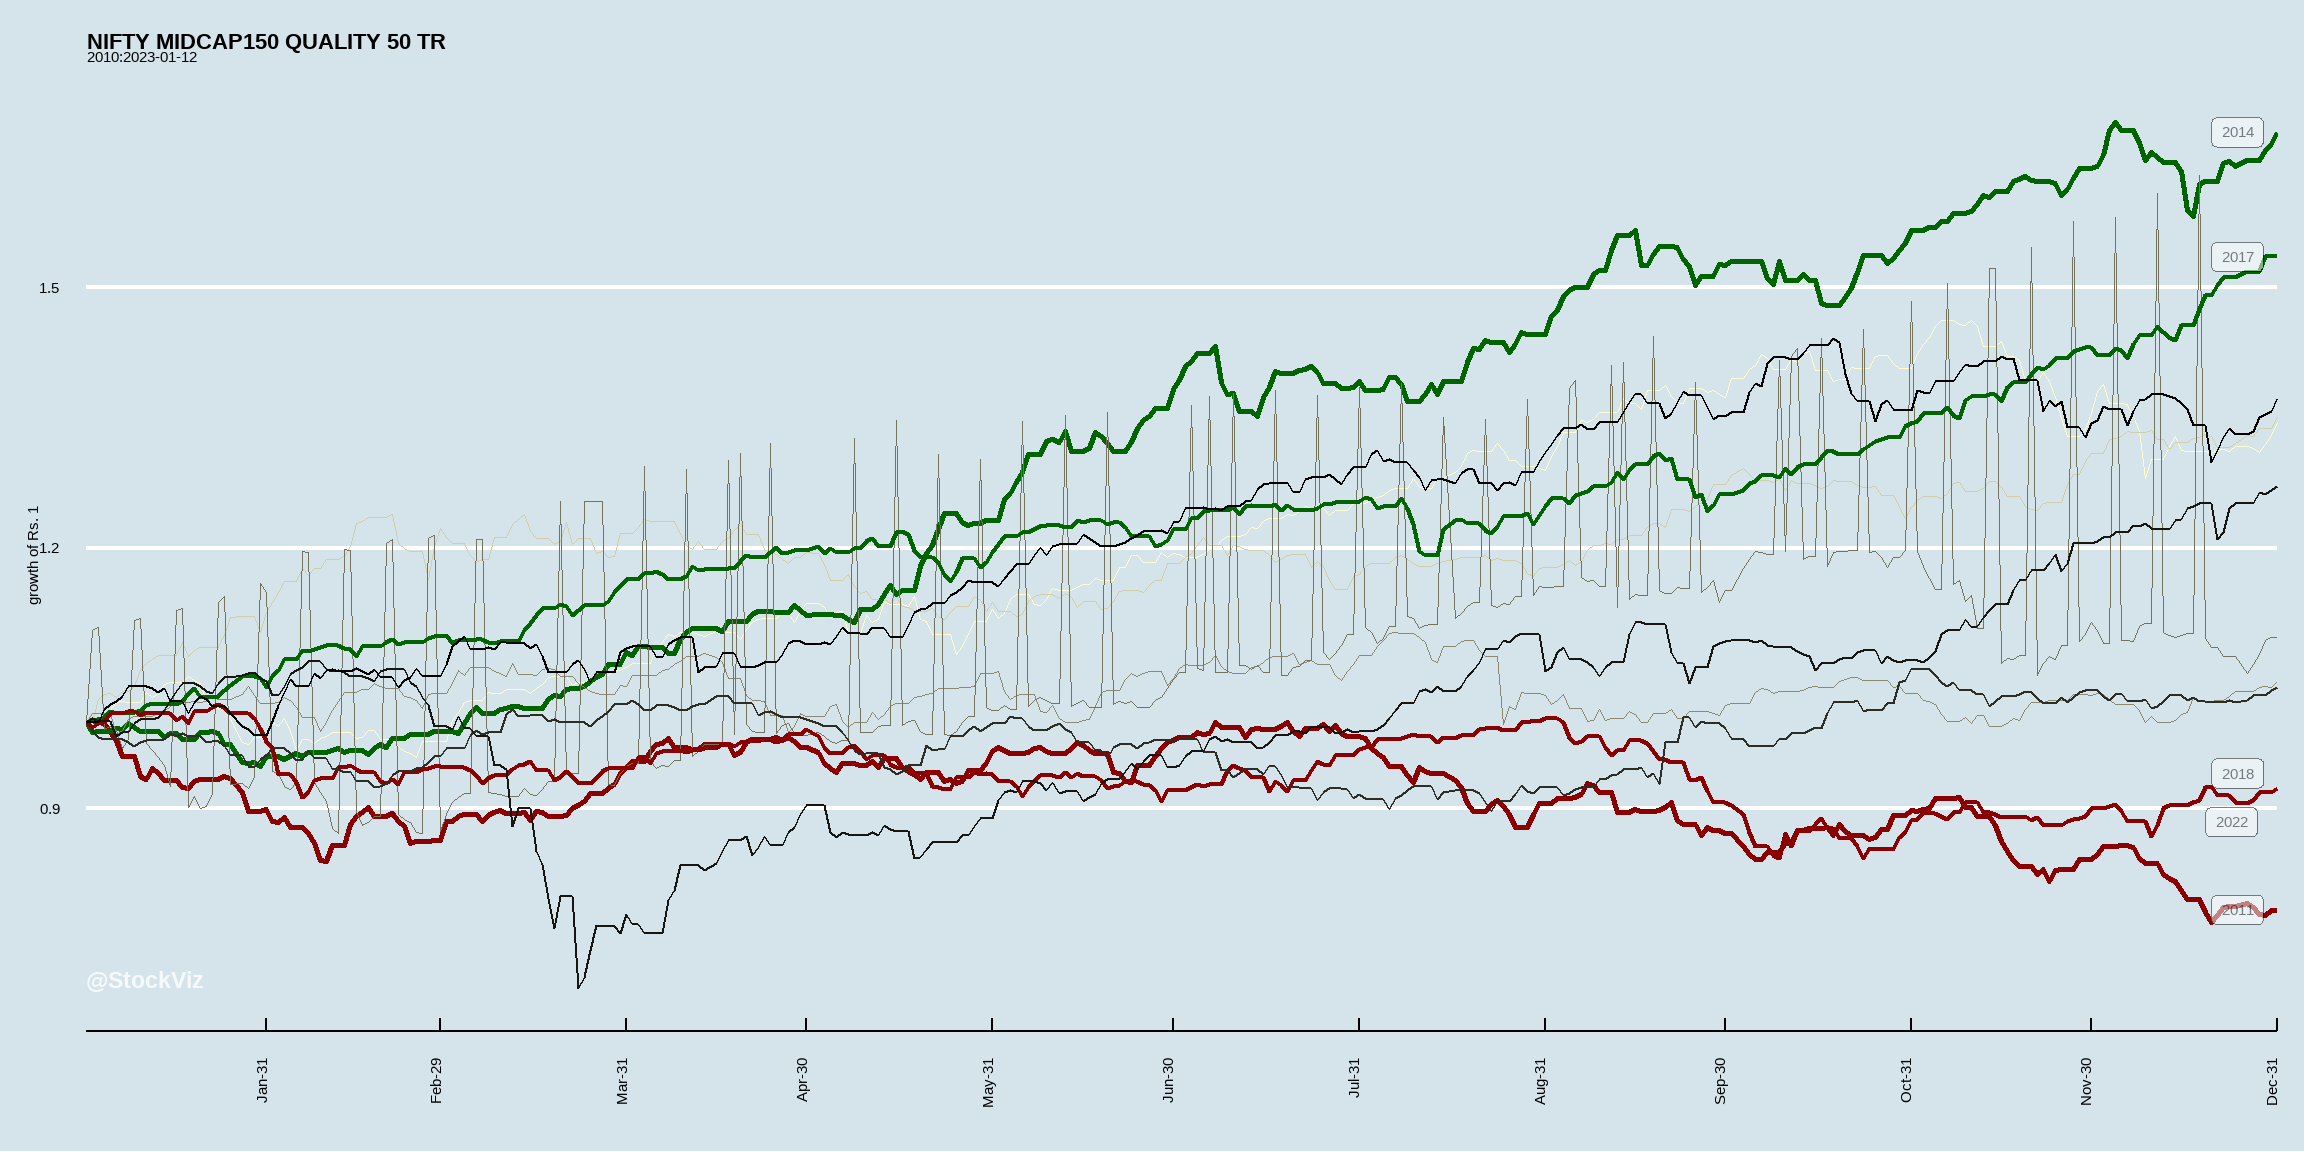 NIFTY MIDCAP150 QUALITY 50 TR
2010:2023-01-12
2014
2017
1.5
growth of Rs. 1
1.2
2018
0.9
2022
2011
@StockViz
Jan-31
Feb-29
Mar-31
Apr-30
May-31
Jun-30
Jul-31
Aug-31
Sep-30
Oct-31
Nov-30
Dec-31